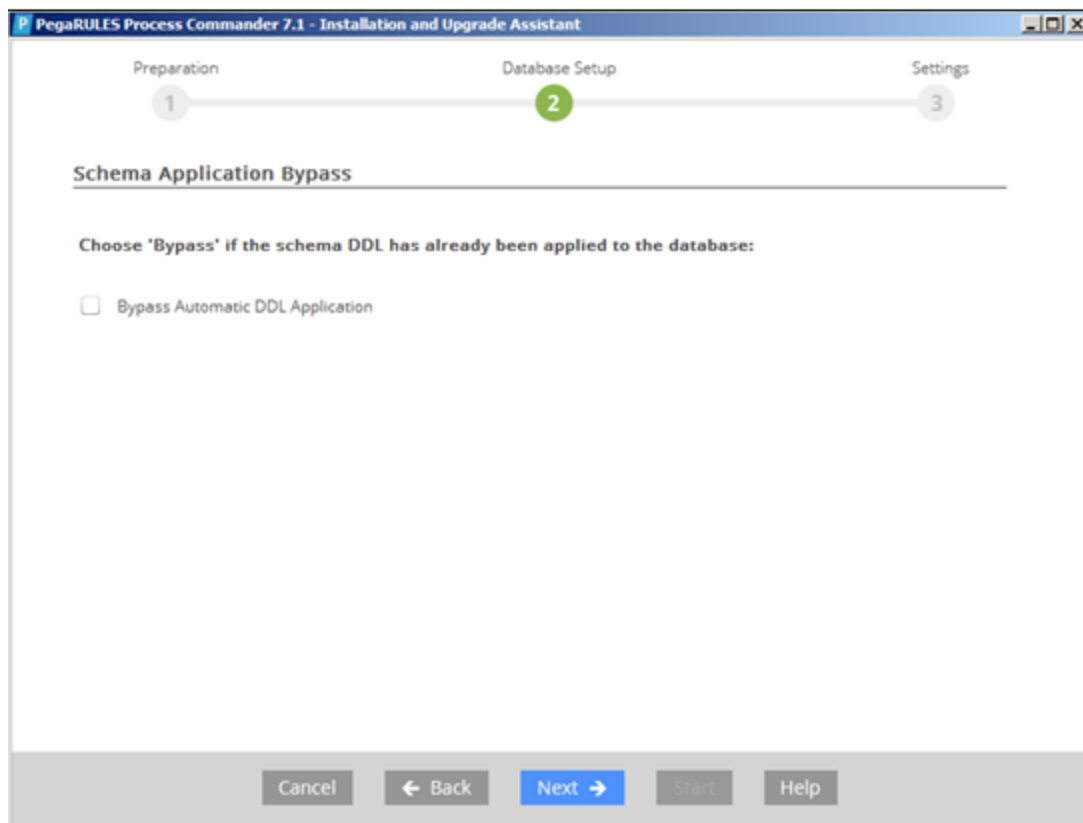 PegaRULES Process Commander 7.1 - Installation and Upgrade Assistant
Preparation Database Setup Settings
1 2 3
Schema Application Bypass
Choose 'Bypass' if the schema DDL has already been applied to the database:
Bypass Automatic DDL Application
Cancel Back Next Start Help